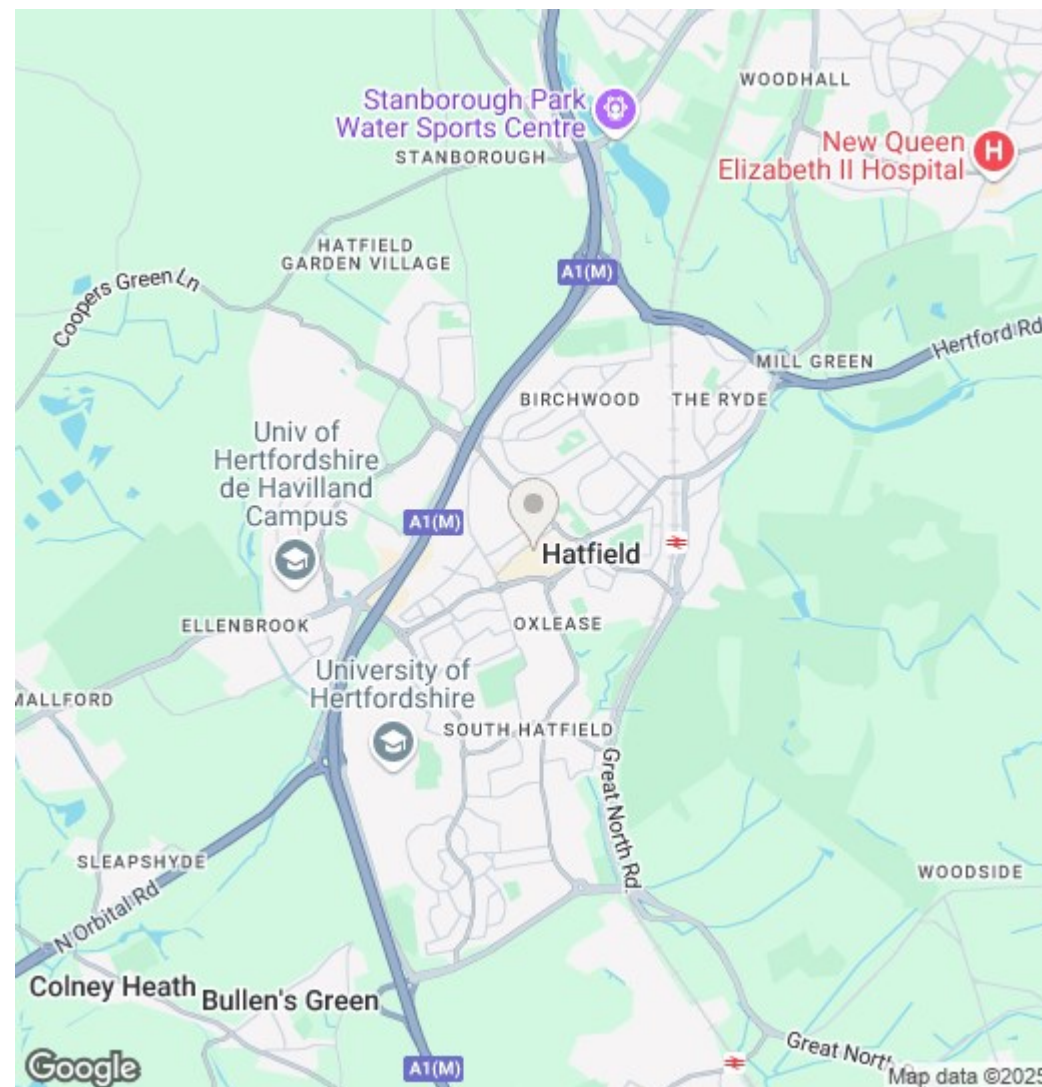 WOODHALL
Stanborough Park
Water Sports Centre
New Queen
Elizabeth II Hospital
H
STANBOROUGH
HATFIELD
GARDEN VILLAGE
A1(M)
Coopers Green Ln
Hertford Rd
MILL GREEN
BIRCHWOOD
THE RYDE
Univ of
Hertfordshire
de Havilland
Campus
A1(M)
Hatfield
ELLENBROOK
OXLEASE
University of
Hertfordshire
MALLFORD
SOUTH HATFIELD
Great North Rd
SLEAPSHYDE
WOODSIDE
N Orbital Rd
Colney Heath
Bullen's Green
Great North
A1(M)
Google
Map data ©2025